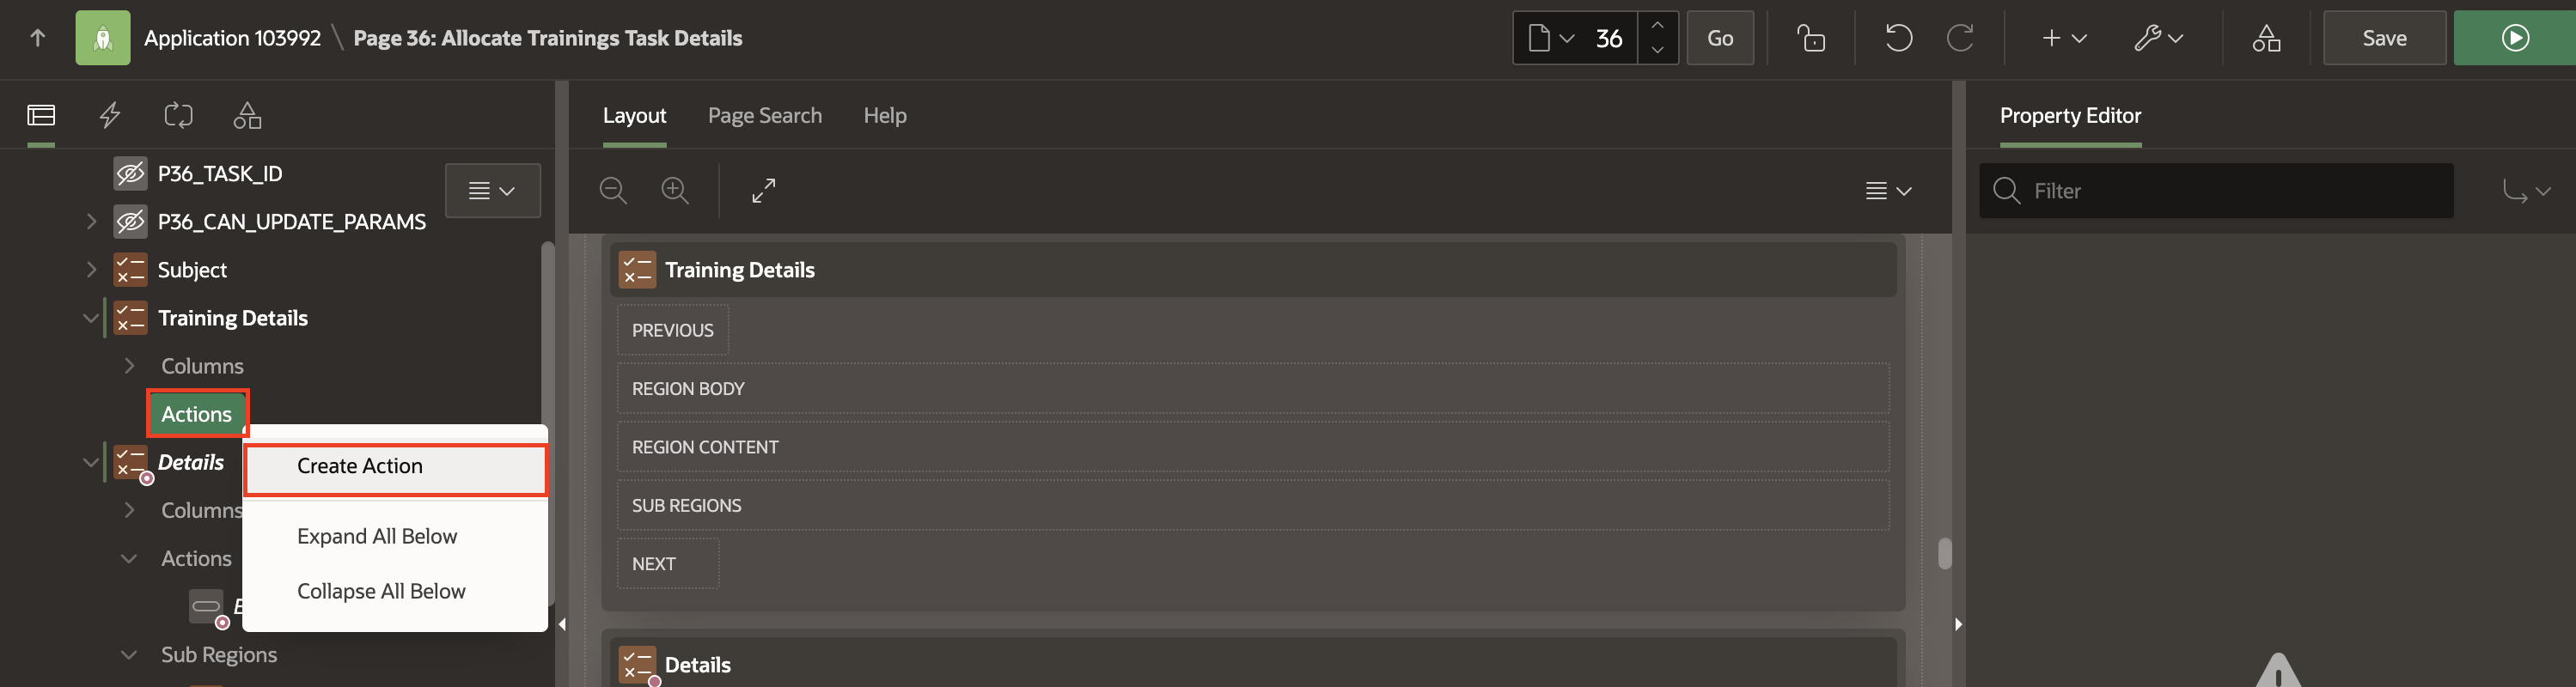 Application 103992 \ Page 36: Allocate Trainings Task Details
36
Go
Save
Layout
Page Search
Help
Property Editor
P36_TASK_ID
P36_CAN_UPDATE_PARAMS
Subject
Training Details
Columns
Actions
Details
Columns
Actions
Sub Regions
Create Action
Expand All Below
Collapse All Below
Training Details
PREVIOUS
REGION BODY
REGION CONTENT
SUB REGIONS
NEXT
Details
Filter